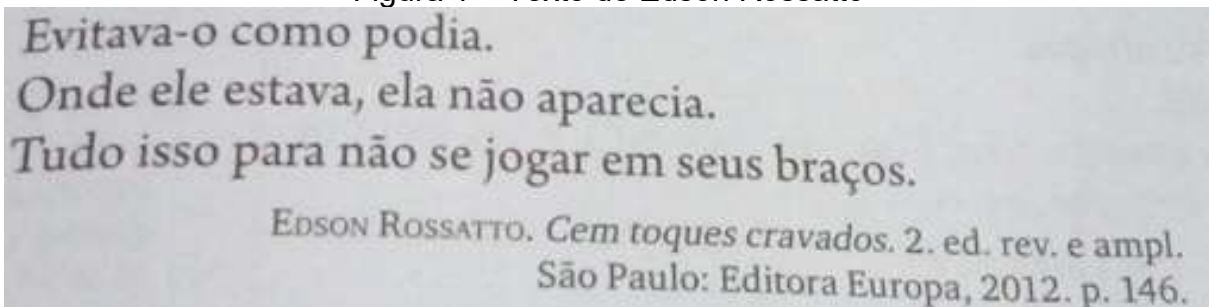 Evitava-o como podia.
Onde ele estava, ela não aparecia.
Tudo isso para não se jogar em seus braços.
EDSON ROSSATTO. Cem toques cravados. 2. ed. rev. e ampl.
São Paulo: Editora Europa, 2012. p. 146.